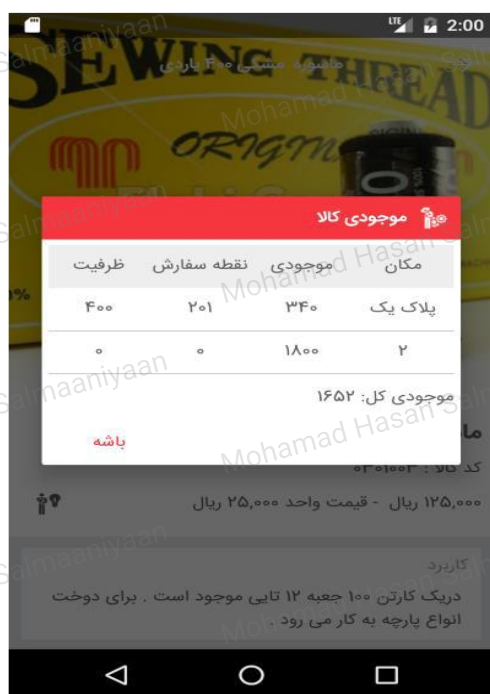 LTE 2:00
SEWING THREAD
ماسوره مشکی ۴۰۰ یاردی
ORIGINAL
موجودی کالا
مکان موجودی نقطه سفارش ظرفیت
پلاک یک ۳۴۰ ۲۰۱ ۴۰۰
۲ ۱۸۰۰ ۰ ۰
موجودی کل: ۱۶۵۲
باشه
کد کالا : ۰۳۰۱۰۰۳
۱۲۵,۰۰۰ ریال - قیمت واحد ۲۵,۰۰۰ ریال
کاربرد
دریک کارتن ۱۰۰ جعبه ۱۲ تایی موجود است . برای دوخت
انواع پارچه به کار می رود .
Mohamad Hasan Salmaaniyaan